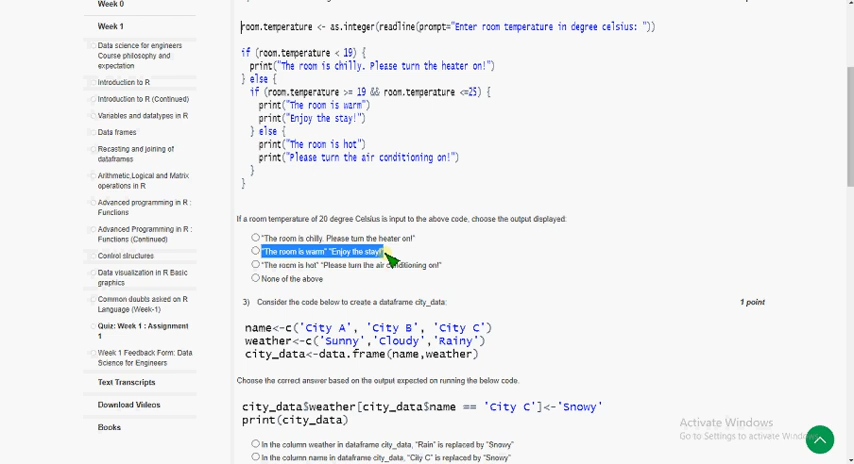 Week 0
Week 1
Data science for engineers
Course philosophy and
expectation
Introduction to R
Introduction to R (Continued)
Variables and datatypes in R
Data frames
Recasting and joining of
dataframes
Arithmetic,Logical and Matrix
operations in R
Advanced programming in R :
Functions
Advanced Programming in R :
Functions (Continued)
Control structures
Data visualization in R Basic
graphics
Common doubts asked on R
Language (Week-1)
Quiz: Week 1 : Assignment
1
Week 1 Feedback Form: Data
Science for Engineers
Text Transcripts
Download Videos
Books
room.temperature <- as.integer(readline(prompt="Enter room temperature in degree celsius: "))
if (room.temperature < 19) {
print("The room is chilly. Please turn the heater on!")
} else {
if (room.temperature >= 19 && room.temperature <=25) {
print("The room is warm")
print("Enjoy the stay!")
} else {
print("The room is hot")
print("Please turn the air conditioning on!")
}
}
If a room temperature of 20 degree Celsius is input to the above code, choose the output displayed:
"The room is chilly. Please turn the heater on!"
"The room is warm" "Enjoy the stay!"
"The room is hot" "Please turn the air conditioning on!"
None of the above
3) Consider the code below to create a dataframe city_data: 1 point
name<-c('City A', 'City B', 'City C')
weather<-c('Sunny','Cloudy','Rainy')
city_data<-data.frame(name,weather)
Choose the correct answer based on the output expected on running the below code.
city_data$weather[city_data$name == 'City C']<-'Snowy'
print(city_data)
In the column weather in dataframe city_data, "Rain" is replaced by "Snowy"
In the column name in dataframe city_data, "City C" is replaced by "Snowy"
Activate Windows
Go to Settings to activate Windows.